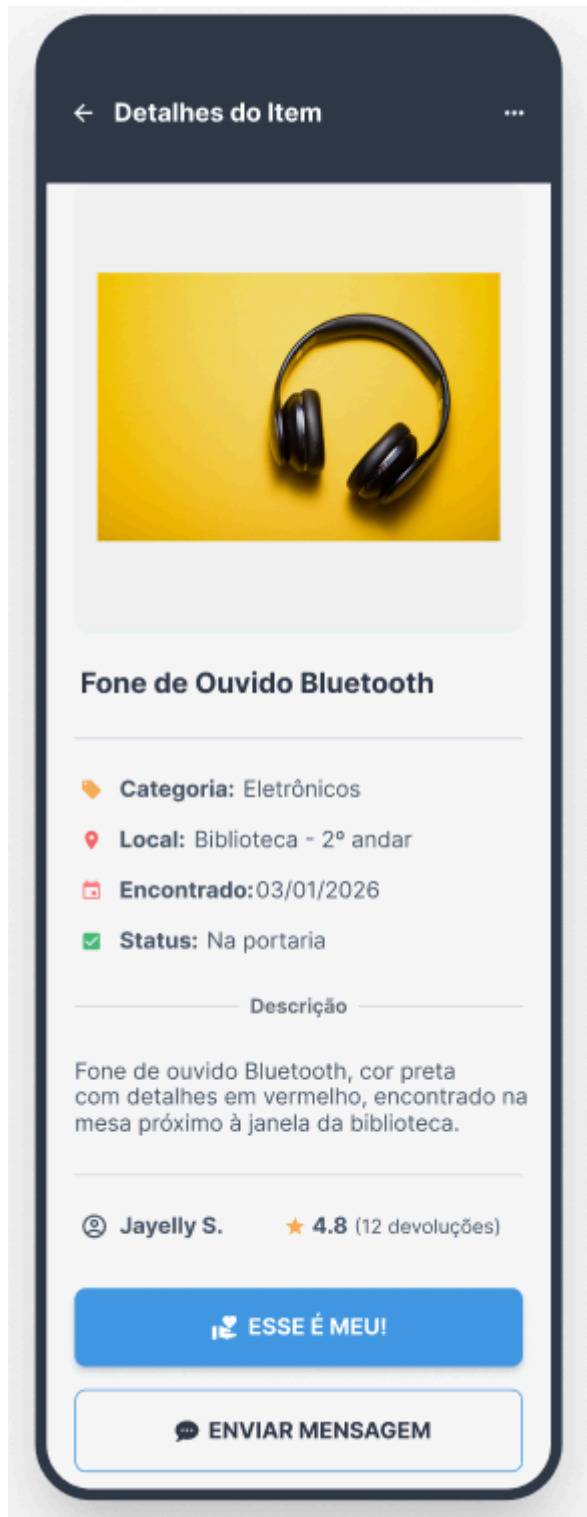 Detalhes do Item
Fone de Ouvido Bluetooth
Categoria: Eletrônicos
Local: Biblioteca - 2º andar
Encontrado:03/01/2026
Status: Na portaria
Descrição
Fone de ouvido Bluetooth, cor preta
com detalhes em vermelho, encontrado na
mesa próximo à janela da biblioteca.
Jayelly S. 4.8 (12 devoluções)
ESSE É MEU!
ENVIAR MENSAGEM